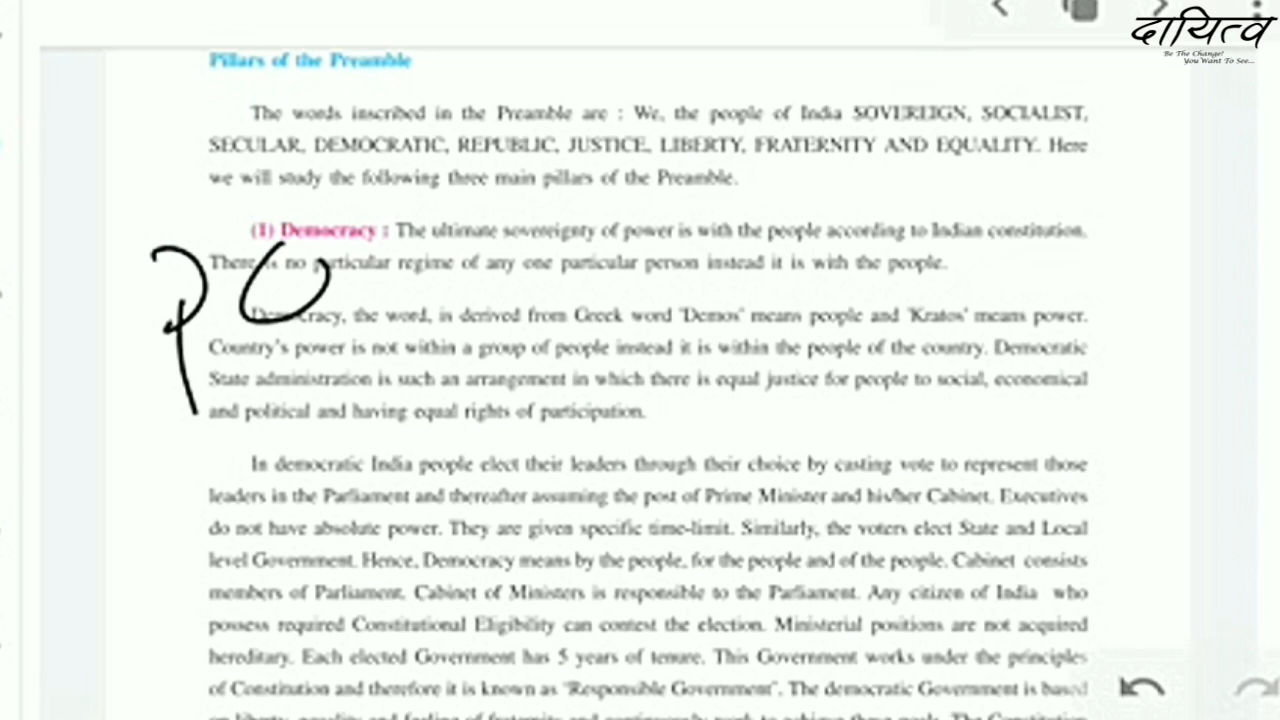 दायित्व
Be The Change!
You Want To See...
Pillars of the Preamble
The words inscribed in the Preamble are : We, the people of India SOVEREIGN, SOCIALIST,
SECULAR, DEMOCRATIC, REPUBLIC, JUSTICE, LIBERTY, FRATERNITY AND EQUALITY. Here
we will study the following three main pillars of the Preamble.
(1) Democracy : The ultimate sovereignty of power is with the people according to Indian constitution.
There is no particular regime of any one particular person instead it is with the people.
Democracy, the word, is derived from Greek word 'Demos' means people and 'Kratos' means power.
Country's power is not within a group of people instead it is within the people of the country. Democratic
State administration is such an arrangement in which there is equal justice for people to social, economical
and political and having equal rights of participation.
In democratic India people elect their leaders through their choice by casting vote to represent those
leaders in the Parliament and thereafter assuming the post of Prime Minister and his/her Cabinet. Executives
do not have absolute power. They are given specific time-limit. Similarly, the voters elect State and Local
level Government. Hence, Democracy means by the people, for the people and of the people. Cabinet consists
members of Parliament. Cabinet of Ministers is responsible to the Parliament. Any citizen of India who
possess required Constitutional Eligibility can contest the election. Ministerial positions are not acquired
hereditary. Each elected Government has 5 years of tenure. This Government works under the principles
of Constitution and therefore it is known as 'Responsible Government'. The democratic Government is based